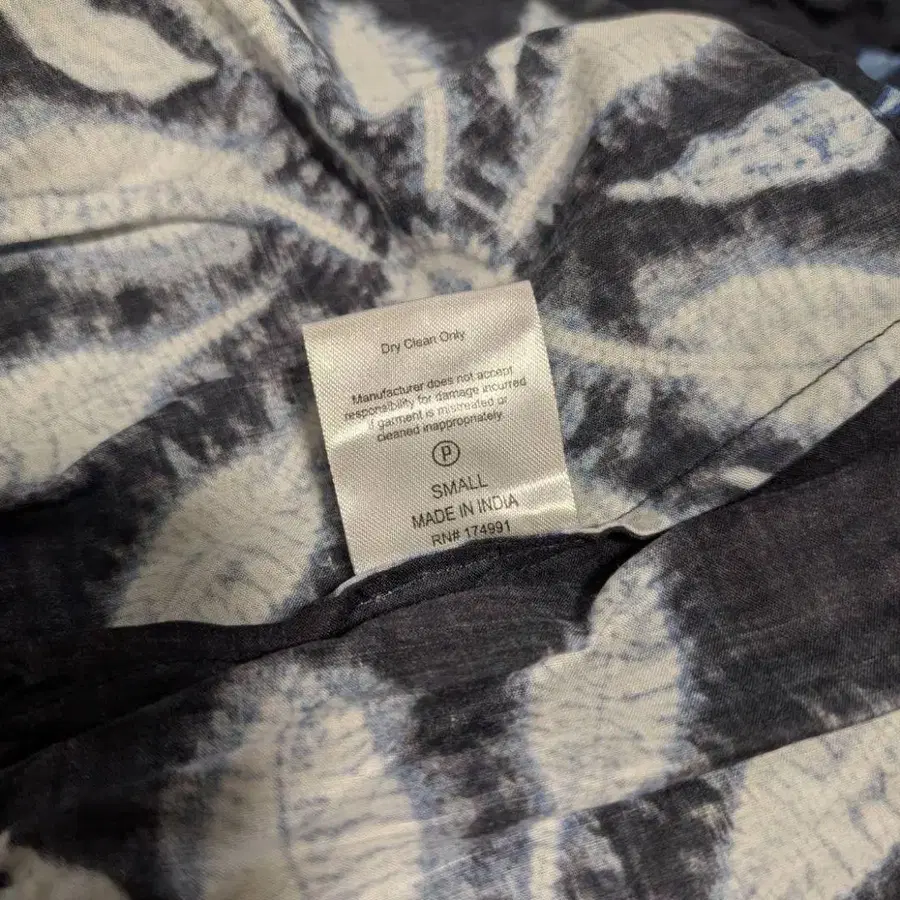 Dry Clean Only
Manufacturer does not accept
responsibility for damage incurred
if garment is mistreated or
cleaned inappropriately.
P
SMALL
MADE IN INDIA
RN# 174991